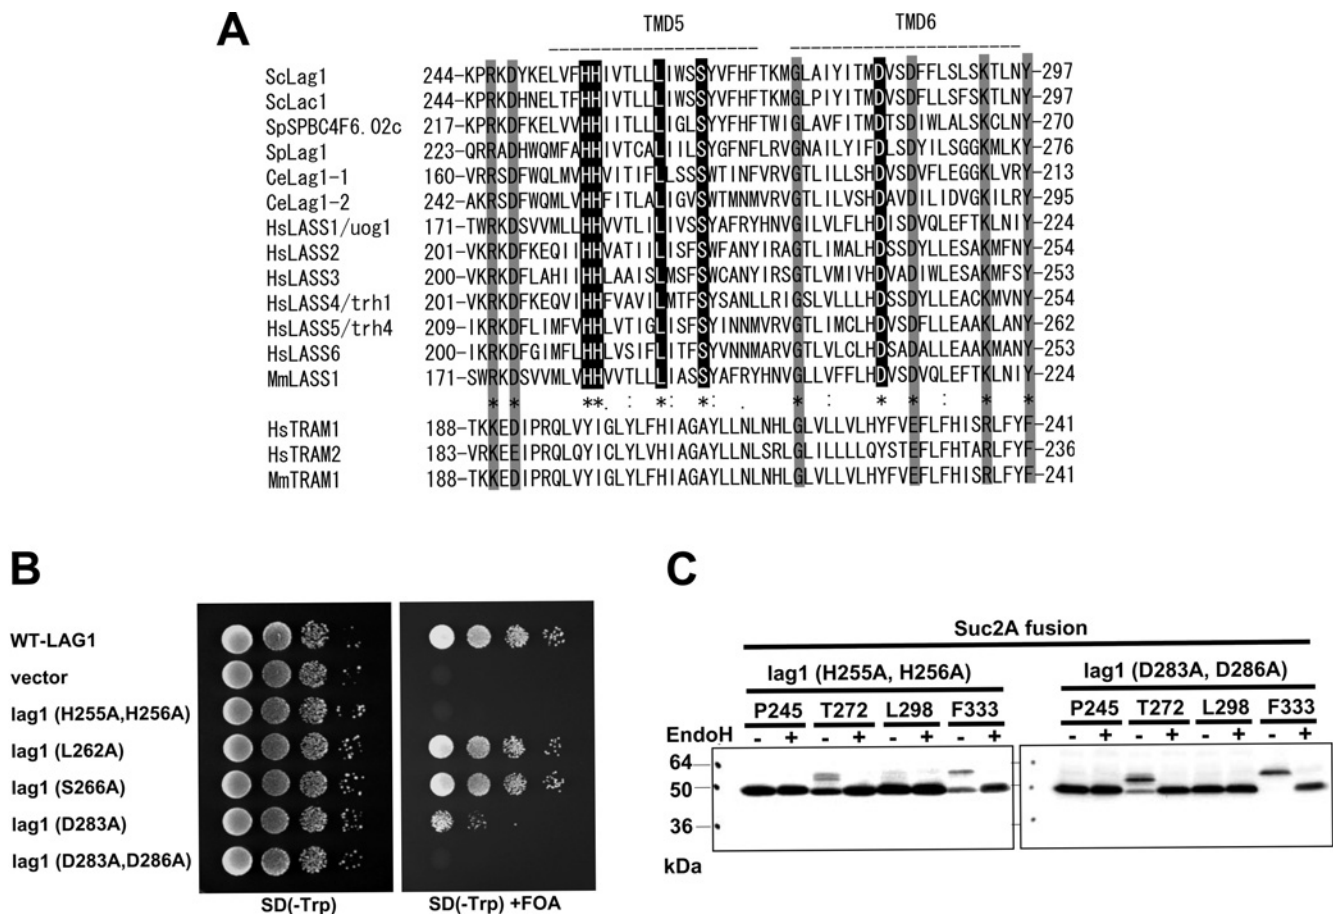 A
TMD5 TMD6
ScLag1 244-KPRKDYKELVFHHIVTLLLIWSSYVFHFTKMGLAIYITMDVSDFFLSLSKTLNY-297
ScLac1 244-KPRKDHNELTFHHIVTLLLIWSSYVFHFTKMGLPIYITMDVSDFLLSFSKTLNY-297
SpSPBC4F6.02c 217-KPRKDFKELVVHHIITLLLIGLSYYFHFTWIGLAVFITMDTSDIWLALSKCLNY-270
SpLag1 223-QRRADHWQMFAHHIVTCALIILSYGFNFLRVGNAILYIFDLSDYILSGGKMLKY-276
CeLag1-1 160-VRRSDFWQLMVHHVITIFLLSSSWTINFVRVGTLILLSHDVSDVFLEGGKLVRY-213
CeLag1-2 242-AKRSDFWQMLVHHFITLALIGVSWTMNMVRVGTLILVSHDAVDILIDVGKILRY-295
HsLASS1/uog1 171-TWRKDSVVMLLHHVVTLILIVSSYAFRYHNVGILVLFLHDISDVQLEFTKLNIY-224
HsLASS2 201-VKRKDFKEQIIHHVATIILISFSWFANYIRAGTLIMALHDSSDYLLESAKMFNY-254
HsLASS3 200-VKRKDFLAHIIHHLAAISLMSFSWCANYIRSGTLVMIVHDVADIWLESAKMFSY-253
HsLASS4/trh1 201-VKRKDFKEQVIHHFVAVILMTFSYSANLLRIGSLVLLLHDSSDYLLEACKMVNY-254
HsLASS5/trh4 209-IKRKDFLIMFVHHLVTIGLISFSYINNMVRVGTLIMCLHDVSDFLLEAAKLANY-262
HsLASS6 200-IKRKDFGIMFLHHLVSIFLITFSYVNNMARVGTLVLCLHDSADALLEAAKMANY-253
MmLASS1 171-SWRKDSVVMLVHHVVTLLLIASSYAFRYHNVGLLVFFLHDVSDVQLEFTKLNIY-224
* * **. : *: *: . * : * * : * *
HsTRAM1 188-TKKEDIPRQLVYIGLYLFHIAGAYLLNLNHLGLVLLVLHYFVEFLFHISRLFYF-241
HsTRAM2 183-VRKEEIPRQLQYICLYLVHIAGAYLLNLSRLGLILLLLQYSTEFLFHTARLFYF-236
MmTRAM1 188-TKKEDIPRQLVYIGLYLFHIAGAYLLNLNHLGLVLLVLHYFVEFLFHISRLFYF-241
B
WT-LAG1
vector
lag1 (H255A,H256A)
lag1 (L262A)
lag1 (S266A)
lag1 (D283A)
lag1 (D283A,D286A)
SD(-Trp) SD(-Trp) +FOA
C
Suc2A fusion
lag1 (H255A, H256A) lag1 (D283A, D286A)
P245 T272 L298 F333 P245 T272 L298 F333
EndoH - + - + - + - + - + - + - + - +
64
50
36
kDa